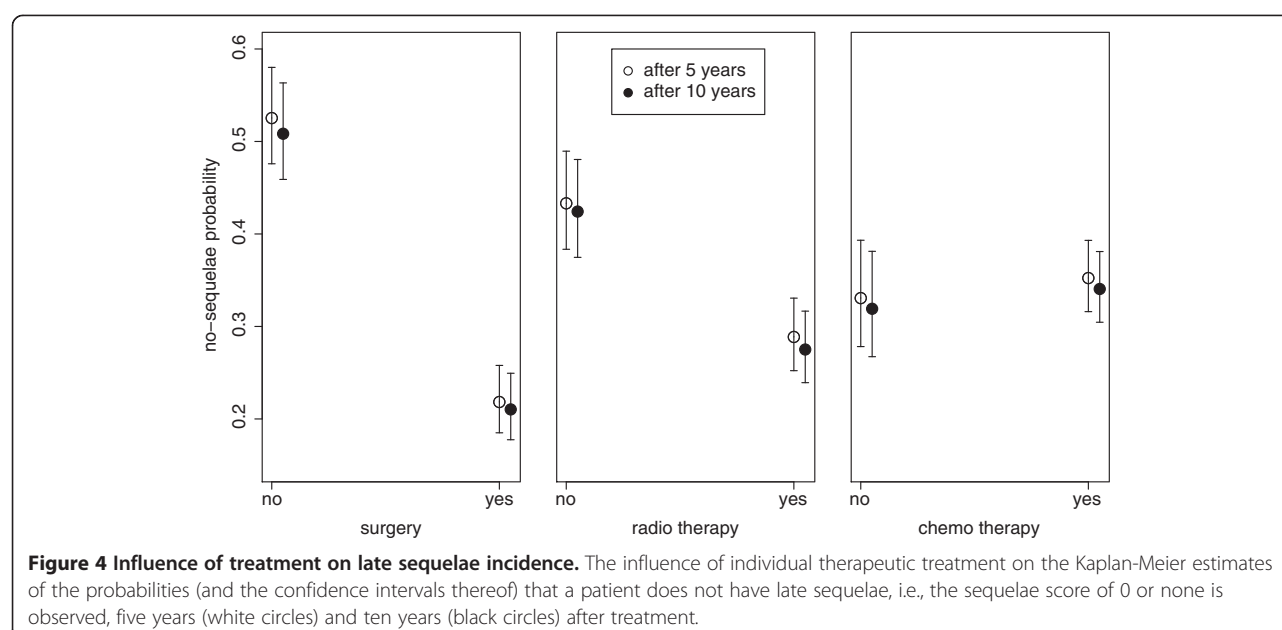 0.6
0.5
0.4
0.3
0.2
no−sequelae probability
after 5 years
after 10 years
no yes no yes no yes
surgery radio therapy chemo therapy
Figure 4 Influence of treatment on late sequelae incidence. The influence of individual therapeutic treatment on the Kaplan-Meier estimates
of the probabilities (and the confidence intervals thereof) that a patient does not have late sequelae, i.e., the sequelae score of 0 or none is
observed, five years (white circles) and ten years (black circles) after treatment.